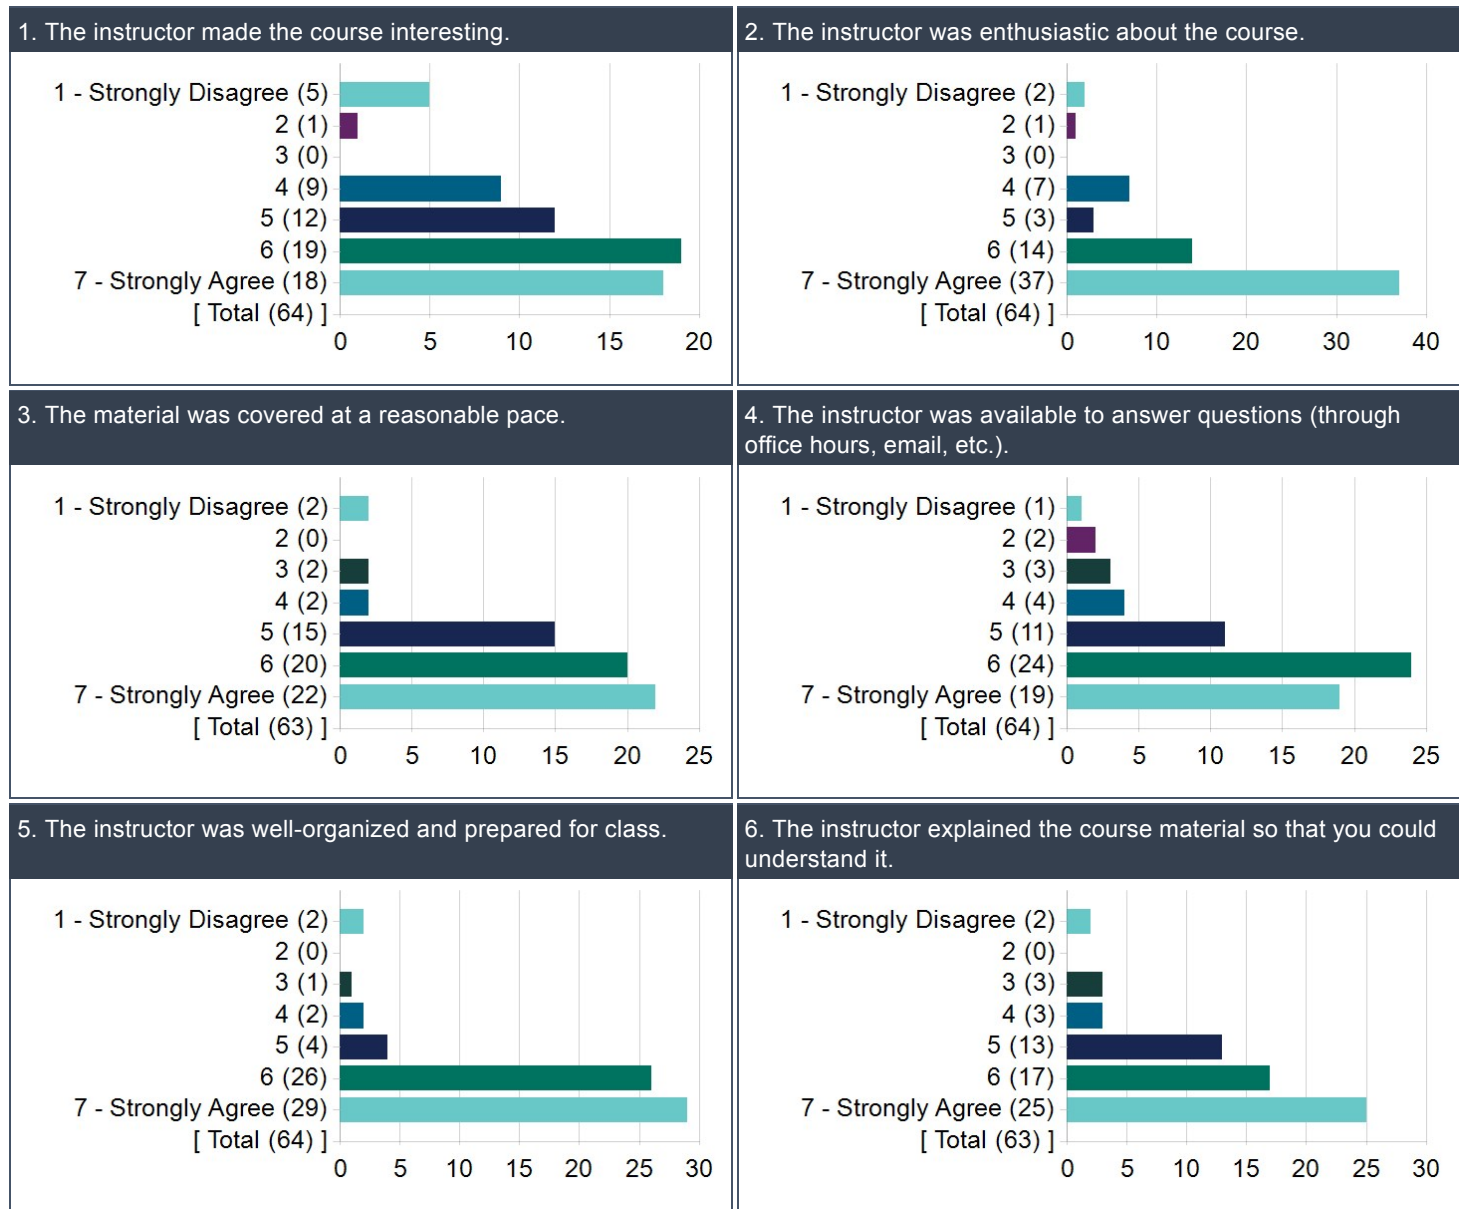 1. The instructor made the course interesting.
1 - Strongly Disagree (5)
2 (1)
3 (0)
4 (9)
5 (12)
6 (19)
7 - Strongly Agree (18)
[ Total (64) ]
0 5 10 15 20
2. The instructor was enthusiastic about the course.
1 - Strongly Disagree (2)
2 (1)
3 (0)
4 (7)
5 (3)
6 (14)
7 - Strongly Agree (37)
[ Total (64) ]
0 10 20 30 40
3. The material was covered at a reasonable pace.
1 - Strongly Disagree (2)
2 (0)
3 (2)
4 (2)
5 (15)
6 (20)
7 - Strongly Agree (22)
[ Total (63) ]
0 5 10 15 20 25
4. The instructor was available to answer questions (through
office hours, email, etc.).
1 - Strongly Disagree (1)
2 (2)
3 (3)
4 (4)
5 (11)
6 (24)
7 - Strongly Agree (19)
[ Total (64) ]
0 5 10 15 20 25
5. The instructor was well-organized and prepared for class.
1 - Strongly Disagree (2)
2 (0)
3 (1)
4 (2)
5 (4)
6 (26)
7 - Strongly Agree (29)
[ Total (64) ]
0 5 10 15 20 25 30
6. The instructor explained the course material so that you could
understand it.
1 - Strongly Disagree (2)
2 (0)
3 (3)
4 (3)
5 (13)
6 (17)
7 - Strongly Agree (25)
[ Total (63) ]
0 5 10 15 20 25 30